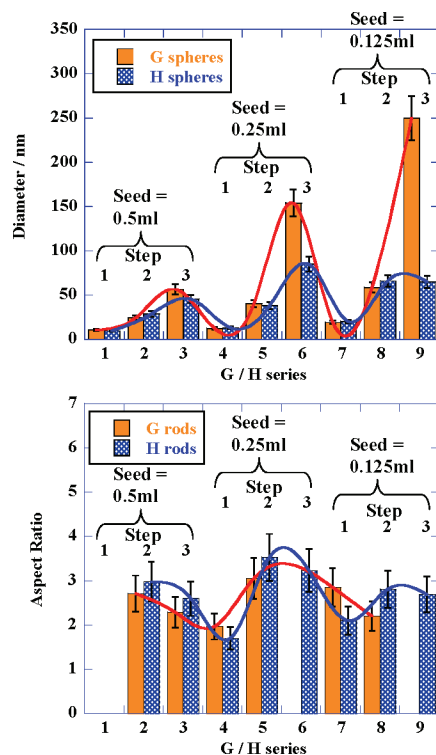 Seed =
0.125ml
350
G spheres
H spheres
Step
1 2 3
300
Seed =
0.25ml
250
Step
1 2 3
200
Seed =
0.5ml
150
Step
1 2 3
100
50
0
Diameter / nm
1 2 3 4 5 6 7 8 9
G / H series
7
G rods
H rods
Seed =
0.25ml
Seed =
0.125ml
6
Seed =
0.5ml
Step
1 2 3
Step
1 2 3
5
Step
1 2 3
4
3
2
1
0
Aspect Ratio
1 2 3 4 5 6 7 8 9
G / H series